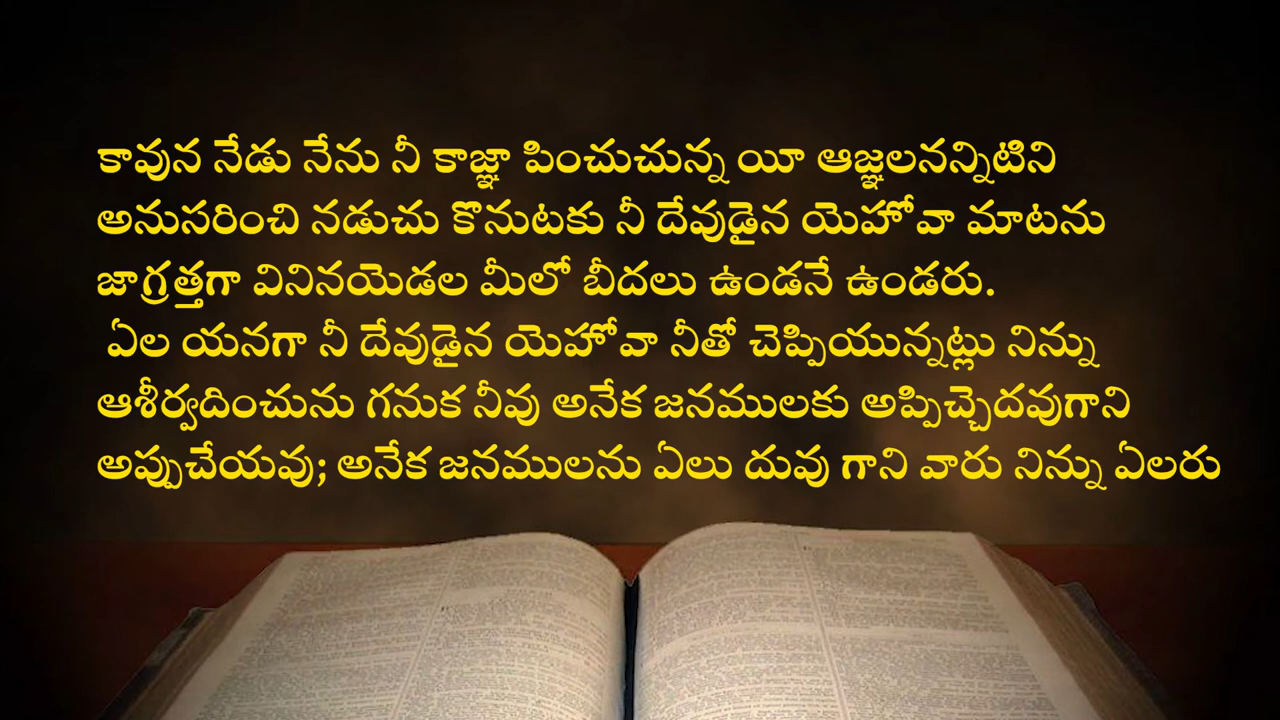 కావున నేడు నేను నీ కాజ్ఞా పించుచున్న యీ ఆజ్ఞలనన్నిటిని
అనుసరించి నడుచు కొనుటకు నీ దేవుడైన యెహోవా మాటను
జాగ్రత్తగా వినినయెడల మీలో బీదలు ఉండనే ఉండరు.
ఏల యనగా నీ దేవుడైన యెహోవా నీతో చెప్పియున్నట్లు నిన్ను
ఆశీర్వదించును గనుక నీవు అనేక జనములకు అప్పిచ్చెదవుగాని
అప్పుచేయవు; అనేక జనములను ఏలు దువు గాని వారు నిన్ను ఏలరు